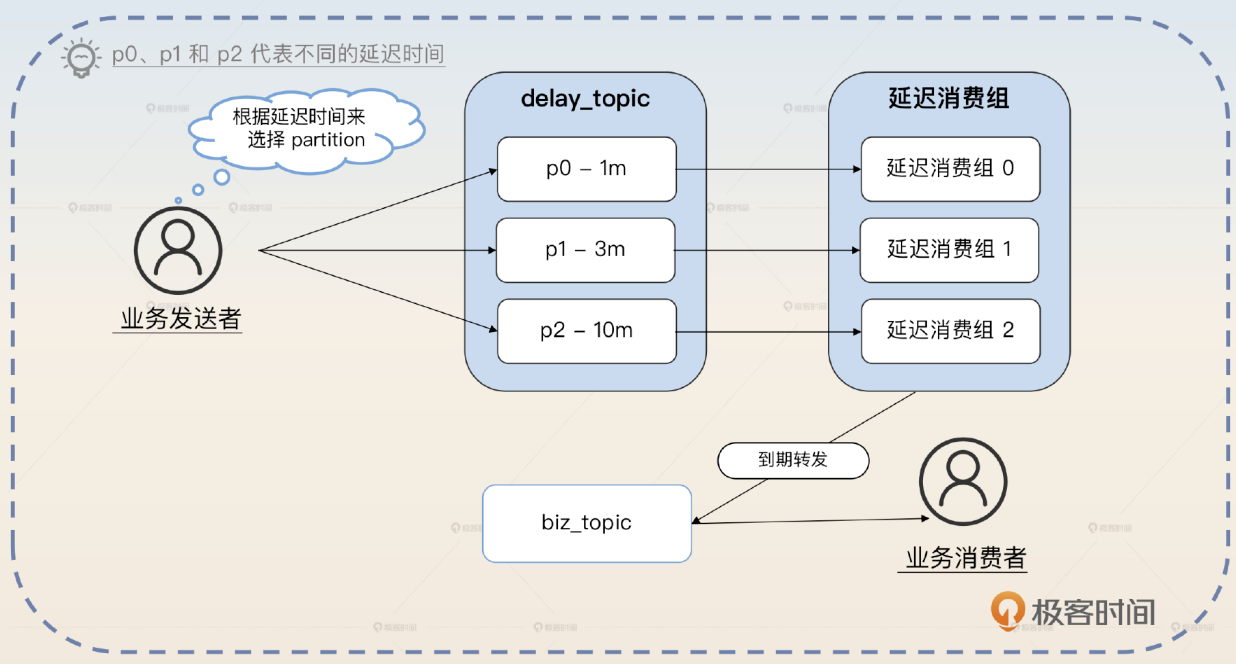 p0、p1 和 p2 代表不同的延迟时间
根据延迟时间来
选择 partition
业务发送者
delay_topic
p0 – 1m
p1 – 3m
p2 – 10m
延迟消费组
延迟消费组 0
延迟消费组 1
延迟消费组 2
到期转发
biz_topic
业务消费者
极客时间